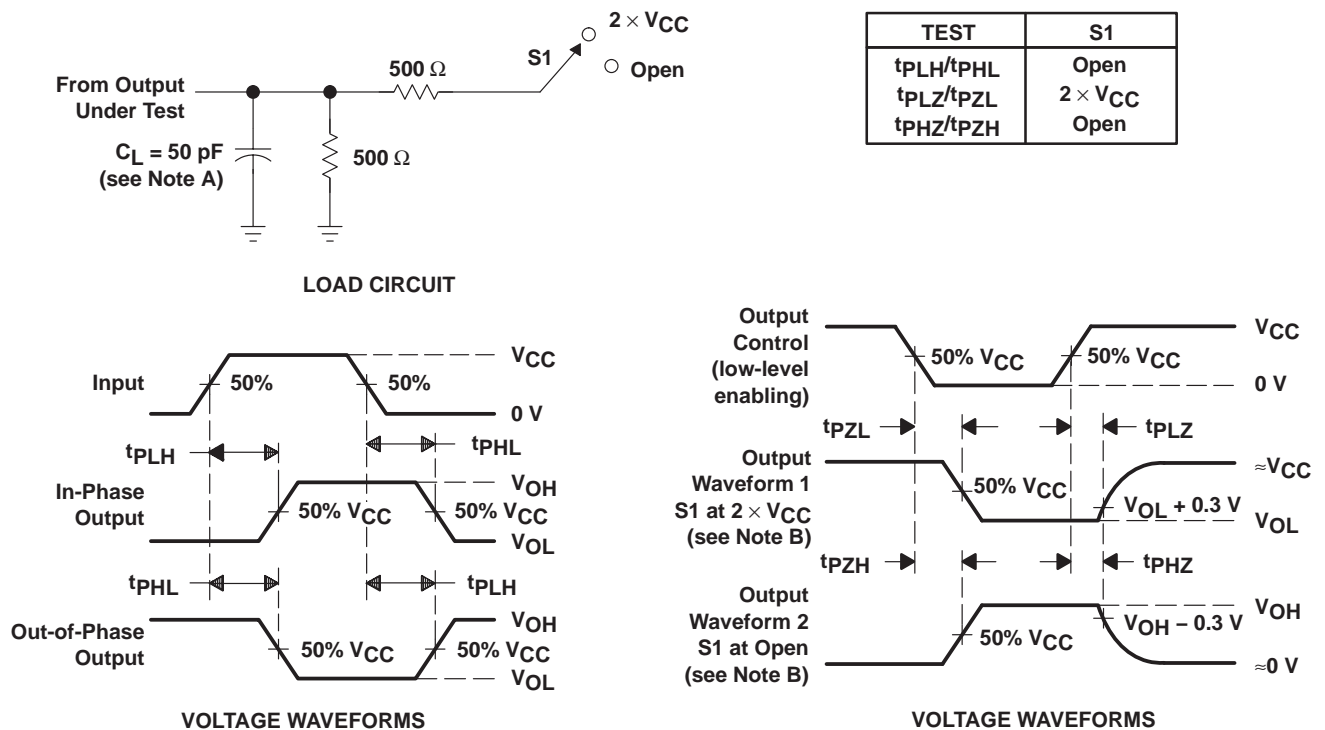 2 × VCC
S1
Open
500 Ω
From Output
Under Test
CL = 50 pF
(see Note A)
500 Ω
LOAD CIRCUIT
TEST S1
tPLH/tPHL Open
tPLZ/tPZL 2 × VCC
tPHZ/tPZH Open
Input
50%
50%
VCC
0 V
tPLH
tPHL
In-Phase
Output
50% VCC
VOH
50% VCC
VOL
tPHL
tPLH
Out-of-Phase
Output
50% VCC
VOH
50% VCC
VOL
VOLTAGE WAVEFORMS
Output
Control
(low-level
enabling)
50% VCC
50% VCC
VCC
0 V
tPZL
tPLZ
Output
Waveform 1
S1 at 2 × VCC
(see Note B)
50% VCC
≈VCC
VOL + 0.3 V
VOL
tPZH
tPHZ
Output
Waveform 2
S1 at Open
(see Note B)
50% VCC
VOH
VOH − 0.3 V
≈0 V
VOLTAGE WAVEFORMS